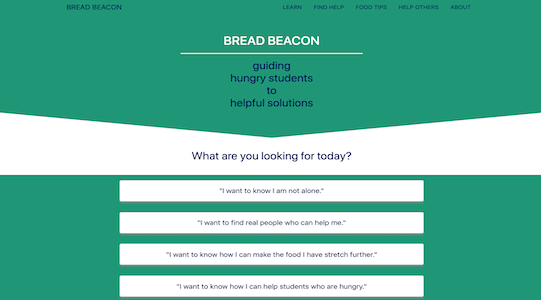 BREAD BEACON
LEARN FIND HELP FOOD TIPS HELP OTHERS ABOUT
BREAD BEACON
guiding
hungry students
to
helpful solutions
What are you looking for today?
"I want to know I am not alone."
"I want to find real people who can help me."
"I want to know how I can make the food I have stretch further."
"I want to know how I can help students who are hungry."